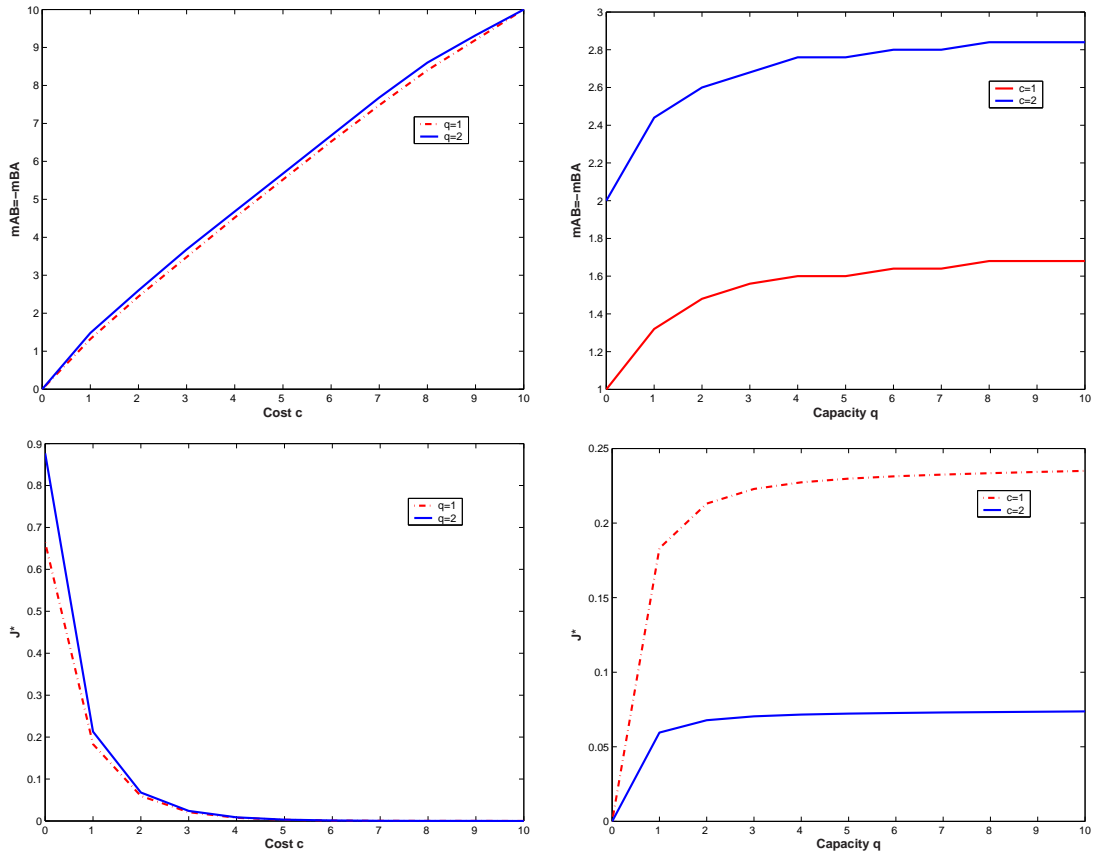 10
9
8
7
6
5
4
3
2
1
0
mAB=−mBA
q=1
q=2
0 1 2 3 4 5 6 7 8 9 10
Cost c
3
2.8
2.6
2.4
2.2
2
1.8
1.6
1.4
1.2
1
mAB=−mBA
c=1
c=2
0 1 2 3 4 5 6 7 8 9 10
Capacity q
0.9
0.8
0.7
0.6
0.5
0.4
0.3
0.2
0.1
0
J*
q=1
q=2
0 1 2 3 4 5 6 7 8 9 10
Cost c
0.25
0.2
0.15
0.1
0.05
0
J*
c=1
c=2
0 1 2 3 4 5 6 7 8 9 10
Capacity q